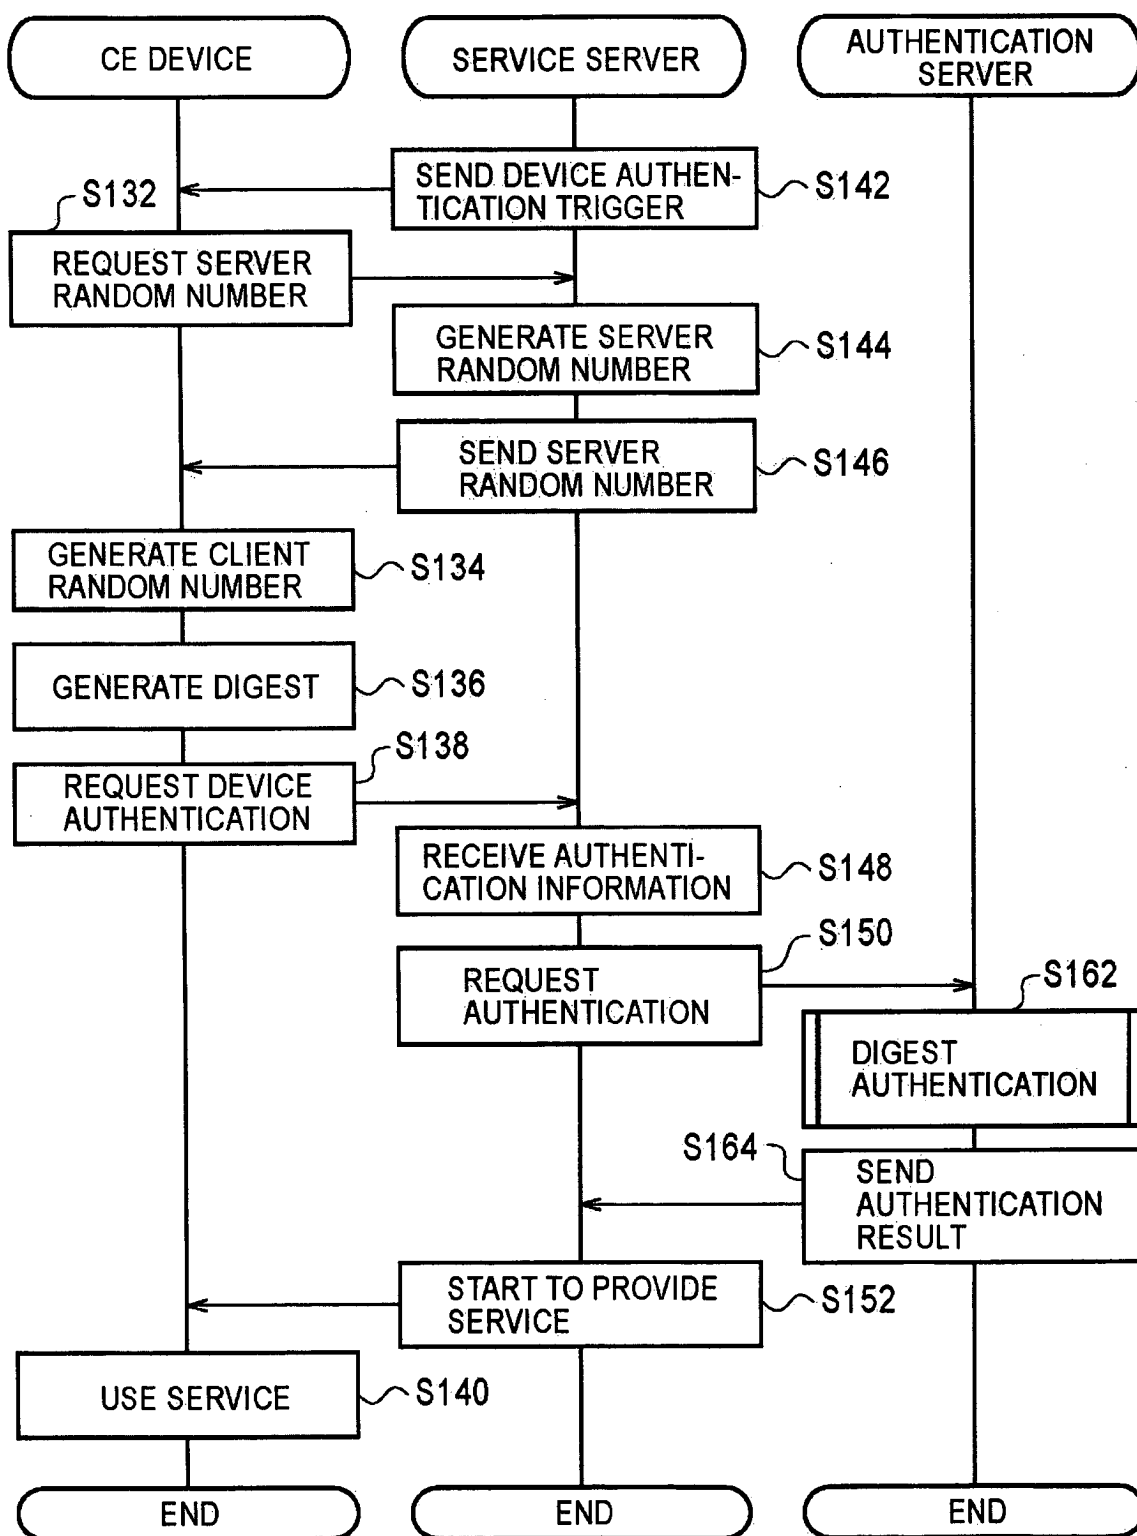 CE DEVICE
SERVICE SERVER
AUTHENTICATION
SERVER
SEND DEVICE AUTHEN-
TICATION TRIGGER
S142
S132
REQUEST SERVER
RANDOM NUMBER
GENERATE SERVER
RANDOM NUMBER
S144
SEND SERVER
RANDOM NUMBER
S146
GENERATE CLIENT
RANDOM NUMBER
S134
GENERATE DIGEST
S136
S138
REQUEST DEVICE
AUTHENTICATION
RECEIVE AUTHENTI-
CATION INFORMATION
S148
S150
REQUEST
AUTHENTICATION
S162
DIGEST
AUTHENTICATION
S164
SEND
AUTHENTICATION
RESULT
START TO PROVIDE
SERVICE
S152
USE SERVICE
S140
END
END
END